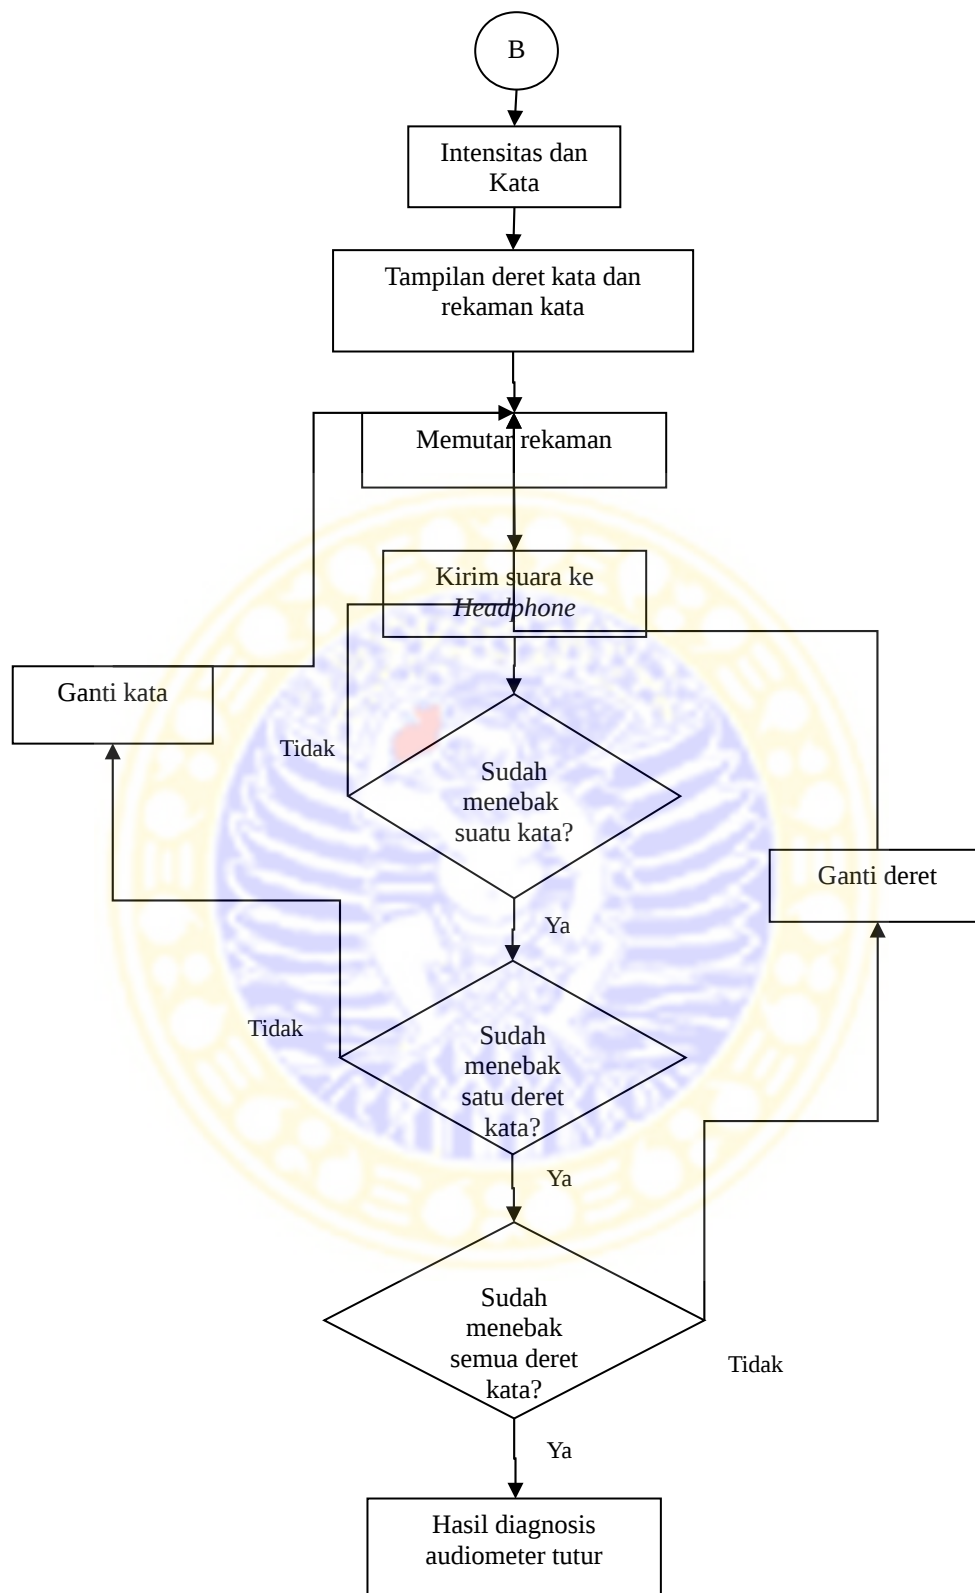 B
Intensitas dan
Kata
Tampilan deret kata dan
rekaman kata
Memutar rekaman
Kirim suara ke
Headphone
Ganti kata
Tidak
Sudah
menebak
suatu kata?
Ganti deret
Ya
Tidak
Sudah
menebak
satu deret
kata?
Ya
Sudah
menebak
semua deret
kata?
Tidak
Ya
Hasil diagnosis
audiometer tutur